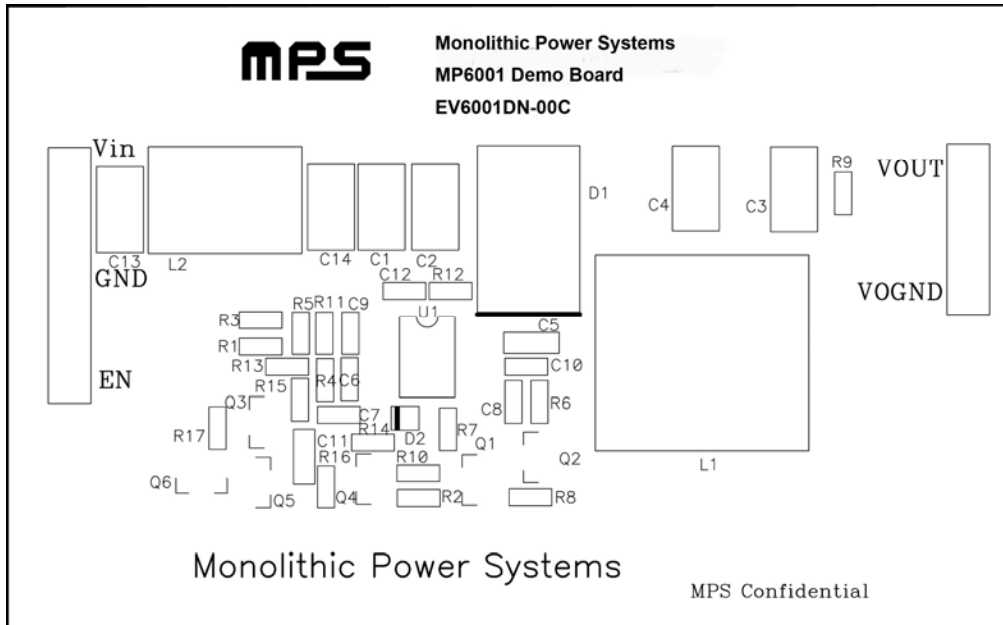 MPS
Monolithic Power Systems
MP6001 Demo Board
EV6001DN-00C
Vin
VOUT
R9
D1
C4
C3
C13
L2
C14
C1
C2
GND
C12
R12
VOGND
R5
R11
C9
U1
R3
C5
R1
R13
C10
EN
R15
R4
C6
Q3
C7
C8
R6
R17
R14
D2
R7
C11
Q1
R16
R10
Q2
L1
Q6
Q5
Q4
R2
R8
Monolithic Power Systems
MPS Confidential